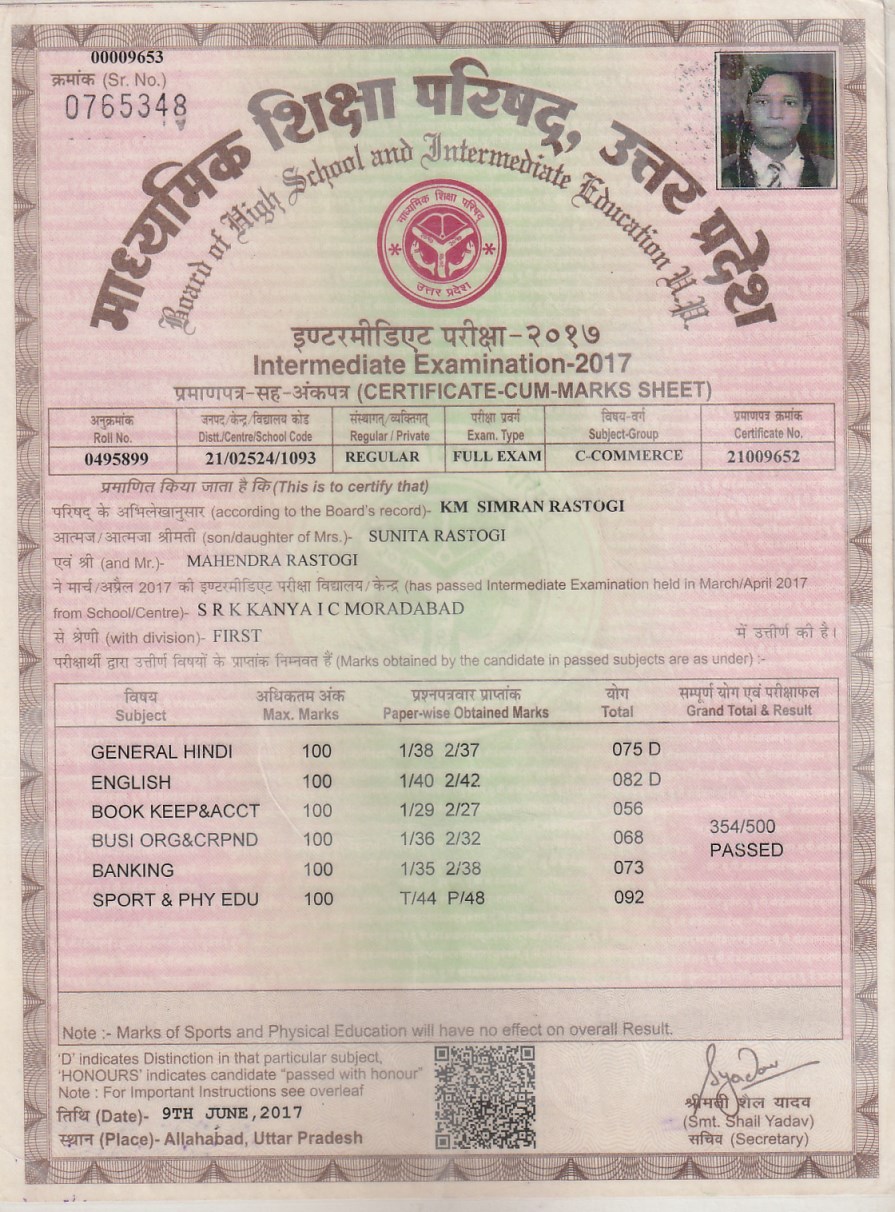 00009653
क्रमांक (Sr. No.)
0765348
माध्यमिक शिक्षा परिषद्, उत्तर प्रदेश
Board of High School and Intermediate Education U.P.
माध्यमिक शिक्षा परिषद्
उत्तर प्रदेश
इण्टरमीडिएट परीक्षा-२०१७
Intermediate Examination-2017
प्रमाणपत्र-सह-अंकपत्र (CERTIFICATE-CUM-MARKS SHEET)
अनुक्रमांक जनपद/केन्द्र/विद्यालय कोड संस्थागत/व्यक्तिगत् परीक्षा प्रवर्ग विषय-वर्ग प्रमाणपत्र क्रमांक
Roll No. Distt./Centre/School Code Regular / Private Exam. Type Subject-Group Certificate No.
0495899 21/02524/1093 REGULAR FULL EXAM C-COMMERCE 21009652
प्रमाणित किया जाता है कि (This is to certify that)
परिषद के अभिलेखानुसार (according to the Board's record)- KM SIMRAN RASTOGI
आत्मज/आत्मजा श्रीमती (son/daughter of Mrs.)- SUNITA RASTOGI
एवं श्री (and Mr.)- MAHENDRA RASTOGI
ने मार्च/अप्रैल 2017 की इण्टरमीडिएट परीक्षा विद्यालय/केन्द्र (has passed Intermediate Examination held in March/April 2017
from School/Centre)- S R K KANYA I C MORADABAD
से श्रेणी (with division)- FIRST में उत्तीर्ण की है।
परीक्षार्थी द्वारा उत्तीर्ण विषयों के प्राप्तांक निम्नवत हैं (Marks obtained by the candidate in passed subjects are as under) :-
विषय अधिकतम अंक प्रश्नपत्रवार प्राप्तांक योग सम्पूर्ण योग एवं परीक्षाफल
Subject Max. Marks Paper-wise Obtained Marks Total Grand Total & Result
GENERAL HINDI 100 1/38 2/37 075 D
ENGLISH 100 1/40 2/42 082 D
BOOK KEEP&ACCT 100 1/29 2/27 056
BUSI ORG&CRPND 100 1/36 2/32 068
354/500
PASSED
BANKING 100 1/35 2/38 073
SPORT & PHY EDU 100 T/44 P/48 092
Note :- Marks of Sports and Physical Education will have no effect on overall Result.
'D' indicates Distinction in that particular subject,
'HONOURS' indicates candidate "passed with honour"
Note : For Important Instructions see overleaf
तिथि (Date)- 9TH JUNE,2017
स्थान (Place)- Allahabad, Uttar Pradesh
Syadav
श्रीमती शैल यादव
(Smt. Shail Yadav)
सचिव (Secretary)